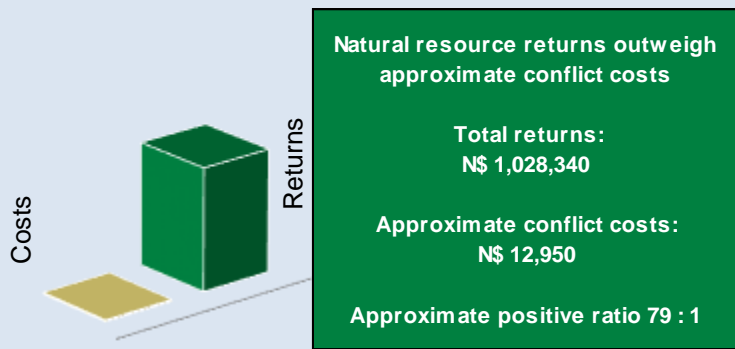 Costs
Returns
Natural resource returns outweigh
approximate conflict costs
Total returns:
N$ 1,028,340
Approximate conflict costs:
N$ 12,950
Approximate positive ratio 79 : 1